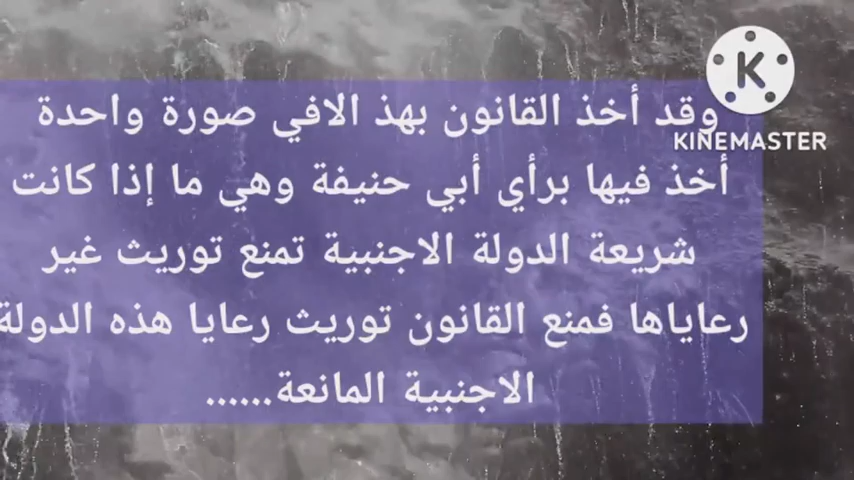 وقد أخذ القانون بهذ الافي صورة واحدة
أخذ فيها برأي أبي حنيفة وهي ما إذا كانت
شريعة الدولة الاجنبية تمنع توريث غير
رعاياها فمنع القانون توريث رعايا هذه الدولة
الاجنبية المانعة......
K
KINEMASTER